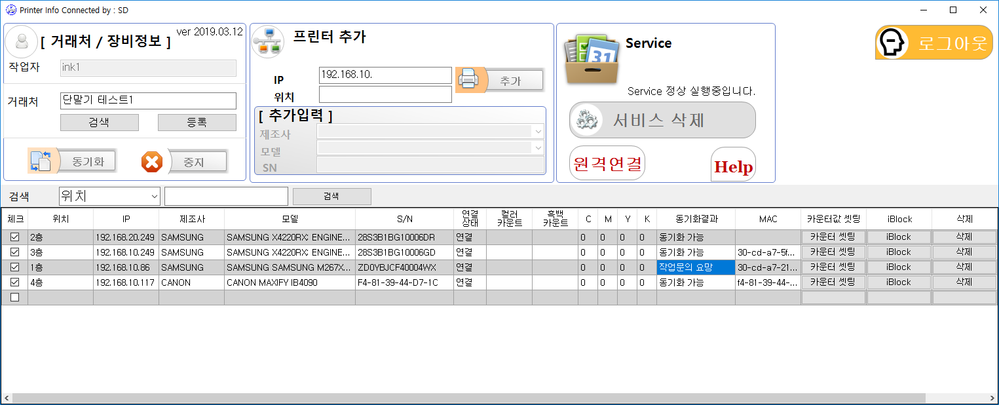 Printer Info Connected by : SD
[ 거래처 / 장비정보 ]
ver 2019.03.12
작업자
ink1
거래처
단말기 테스트1
검색
등록
동기화
중지
프린터 추가
IP
192.168.10.
추가
위치
[ 추가입력 ]
제조사
모델
SN
Service
Service 정상 실행중입니다.
서비스 삭제
원격연결
Help
로그아웃
검색
위치
검색
체크 위치 IP 제조사 모델 S/N 연결 상태 컬러 카운트 흑백 카운트 C M Y K 동기화결과 MAC 카운터값 셋팅 iBlock 삭제
2층 192.168.20.249 SAMSUNG SAMSUNG X4220RX; ENGINE... 28S3B1BG10006DR 연결 0 0 0 0 동기화 가능 카운터 셋팅 iBlock 삭제
3층 192.168.10.249 SAMSUNG SAMSUNG X4220RX; ENGINE... 28S3B1BG10006GD 연결 0 0 0 0 동기화 가능 30-cd-a7-5f... 카운터 셋팅 iBlock 삭제
1층 192.168.10.86 SAMSUNG SAMSUNG SAMSUNG M267X... ZD0YBJCF40004WX 연결 0 0 0 0 작업문의 요망 30-cd-a7-21... 카운터 셋팅 iBlock 삭제
4층 192.168.10.117 CANON CANON MAXIFY IB4090 F4-81-39-44-D7-1C 연결 0 0 0 0 동기화 가능 f4-81-39-44-... 카운터 셋팅 iBlock 삭제